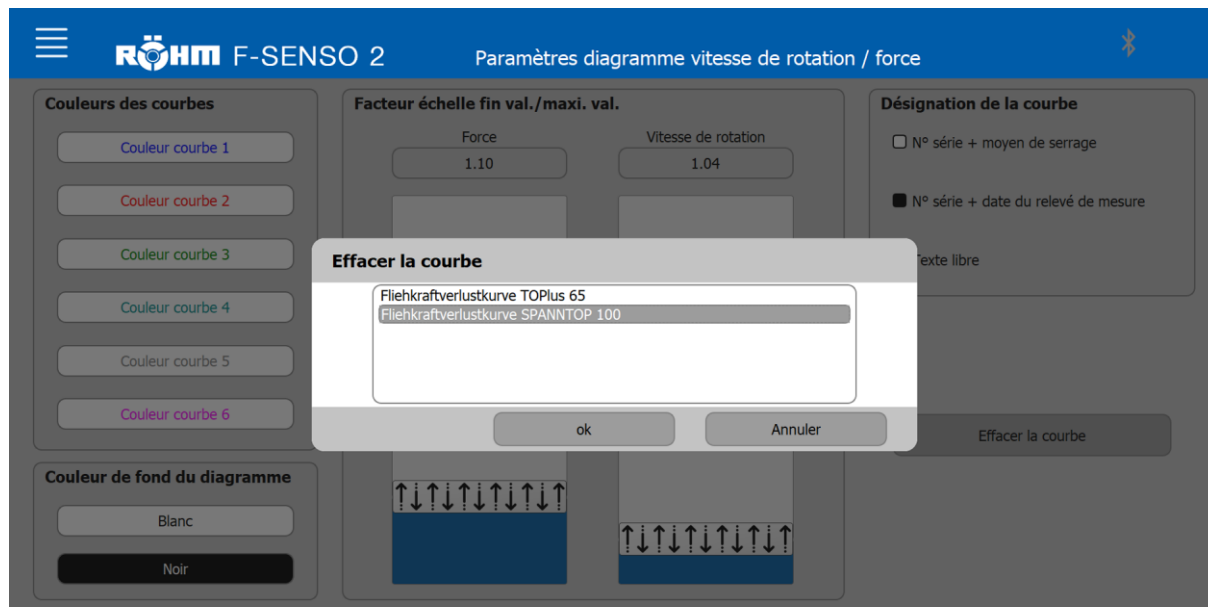 RÖHM F-SENSO 2
Paramètres diagramme vitesse de rotation / force
Couleurs des courbes
Couleur courbe 1
Couleur courbe 2
Couleur courbe 3
Couleur courbe 4
Couleur courbe 5
Couleur courbe 6
Couleur de fond du diagramme
Blanc
Noir
Facteur échelle fin val./maxi. val.
Force
1.10
Vitesse de rotation
1.04
Effacer la courbe
Fliehkraftverlustkurve TOPlus 65
Fliehkraftverlustkurve SPANNTOP 100
ok
Annuler
Désignation de la courbe
N° série + moyen de serrage
N° série + date du relevé de mesure
Texte libre
Effacer la courbe